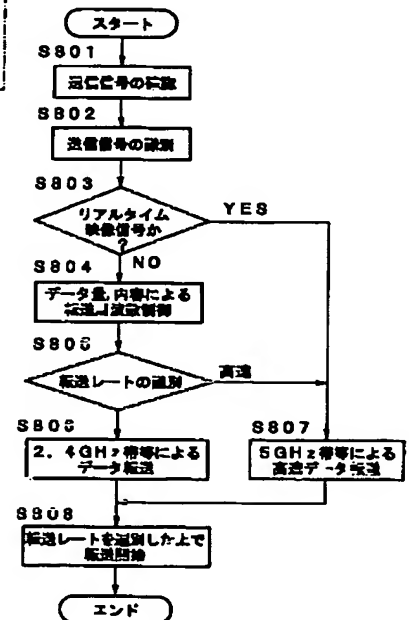 スタート
S801
送信信号の確認
S802
送信信号の識別
S803
リアルタイム
映像信号か
?
YES
NO
S804
データ量,内容による
転送周波数制御
S805
転送レートの識別
高速
S806
2.4GHz帯等による
データ転送
S807
5GHz帯等による
高速データ転送
S808
転送レートを選別した上で
転送開始
エンド